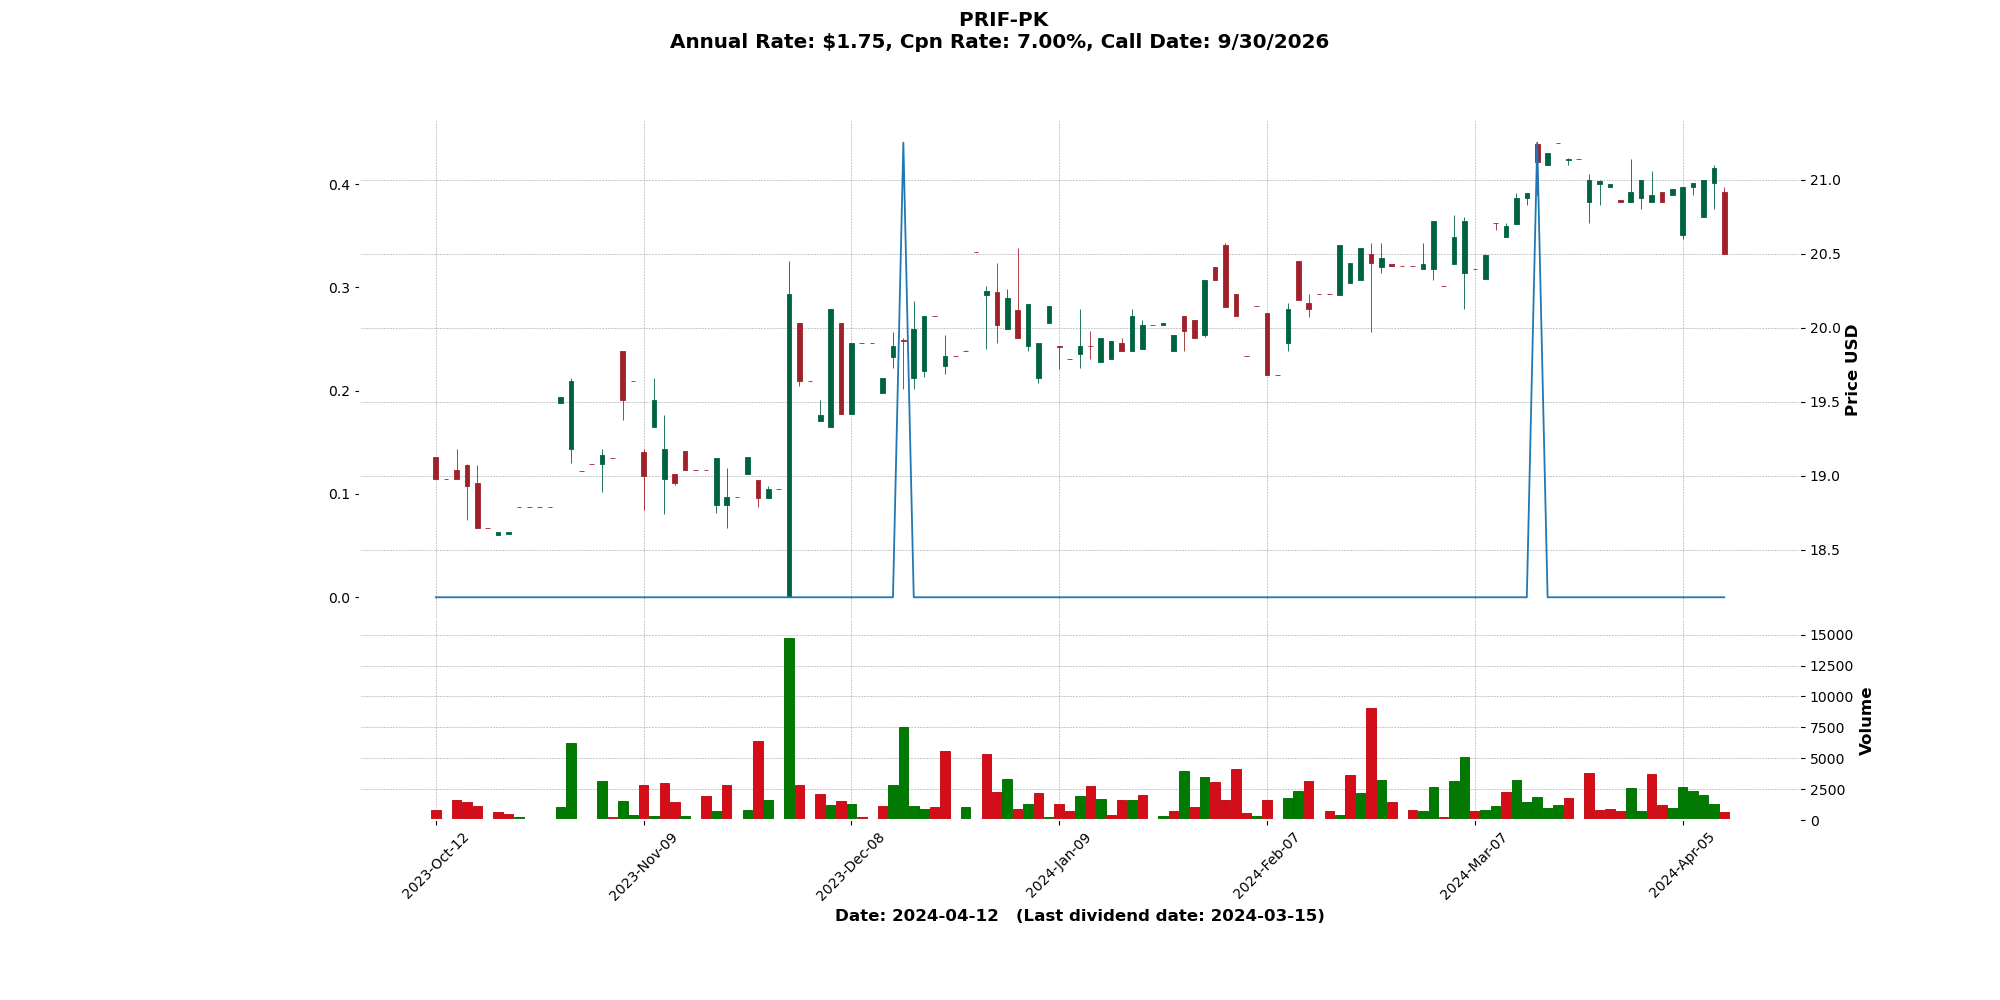 PRIF-PK
Annual Rate: $1.75, Cpn Rate: 7.00%, Call Date: 9/30/2026
0.4
0.3
0.2
0.1
0.0
21.0
20.5
20.0
19.5
19.0
18.5
Price USD
15000
12500
10000
7500
5000
2500
0
Volume
2023-Oct-12
2023-Nov-09
2023-Dec-08
2024-Jan-09
2024-Feb-07
2024-Mar-07
2024-Apr-05
Date: 2024-04-12 (Last dividend date: 2024-03-15)